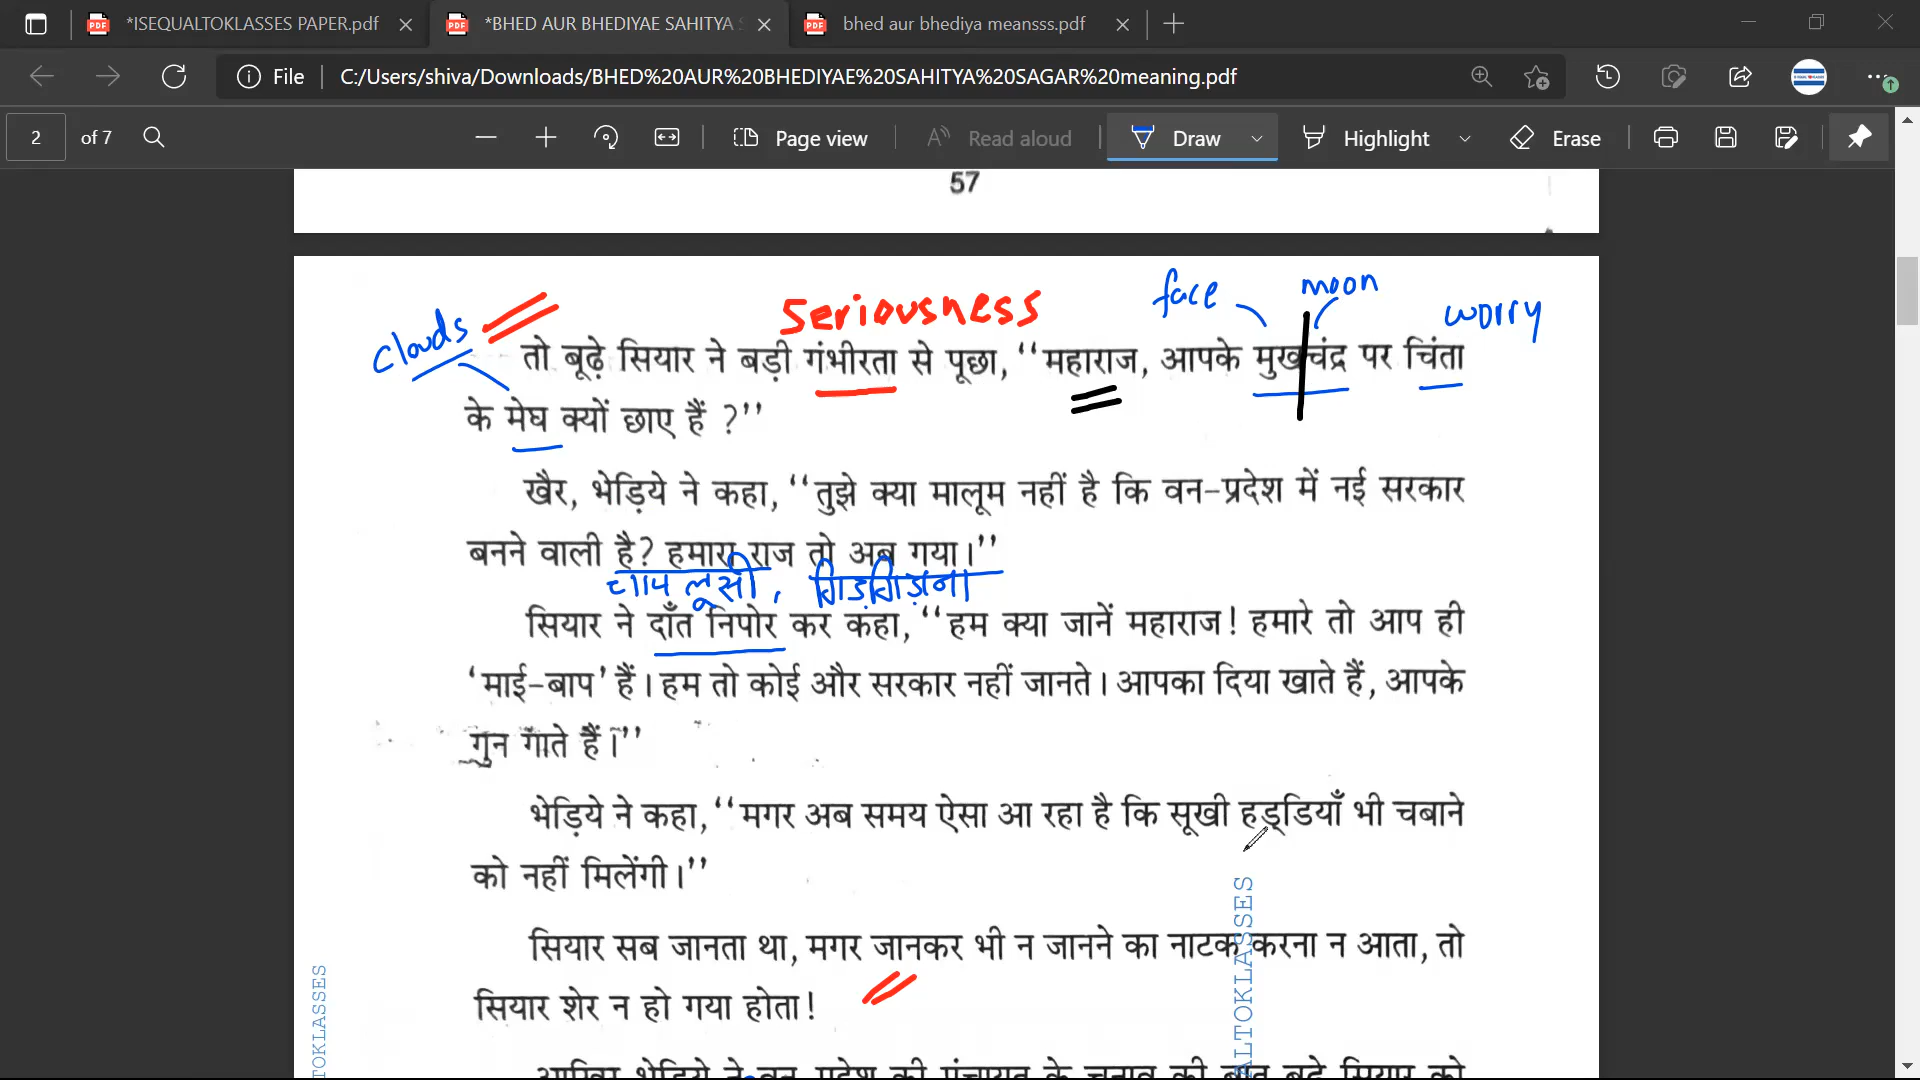 *ISEQUALTOKLASSES PAPER.pdf
*BHED AUR BHEDIYAE SAHITYA S
bhed aur bhediya meansss.pdf
File
C:/Users/shiva/Downloads/BHED%20AUR%20BHEDIYAE%20SAHITYA%20SAGAR%20meaning.pdf
2 of 7
Page view
Read aloud
Draw
Highlight
Erase
57
clouds
seriousness
face
moon
worry
तो बूढ़े सियार ने बड़ी गंभीरता से पूछा, ‘‘महाराज, आपके मुखचंद्र पर चिंता
के मेघ क्यों छाए हैं ?’’
खैर, भेड़िये ने कहा, ‘‘तुझे क्या मालूम नहीं है कि वन-प्रदेश में नई सरकार
बनने वाली है? हमारा राज तो अब गया।’’
चापलूसी, गिड़गिड़ाना
सियार ने दाँत निपोर कर कहा, ‘‘हम क्या जानें महाराज! हमारे तो आप ही
‘माई-बाप’ हैं। हम तो कोई और सरकार नहीं जानते। आपका दिया खाते हैं, आपके
गुन गाते हैं।’’
भेड़िये ने कहा, ‘‘मगर अब समय ऐसा आ रहा है कि सूखी हड्डियाँ भी चबाने
को नहीं मिलेंगी।’’
सियार सब जानता था, मगर जानकर भी न जानने का नाटक करना न आता, तो
सियार शेर न हो गया होता!
TOKLASSES
ALTOKLASSES